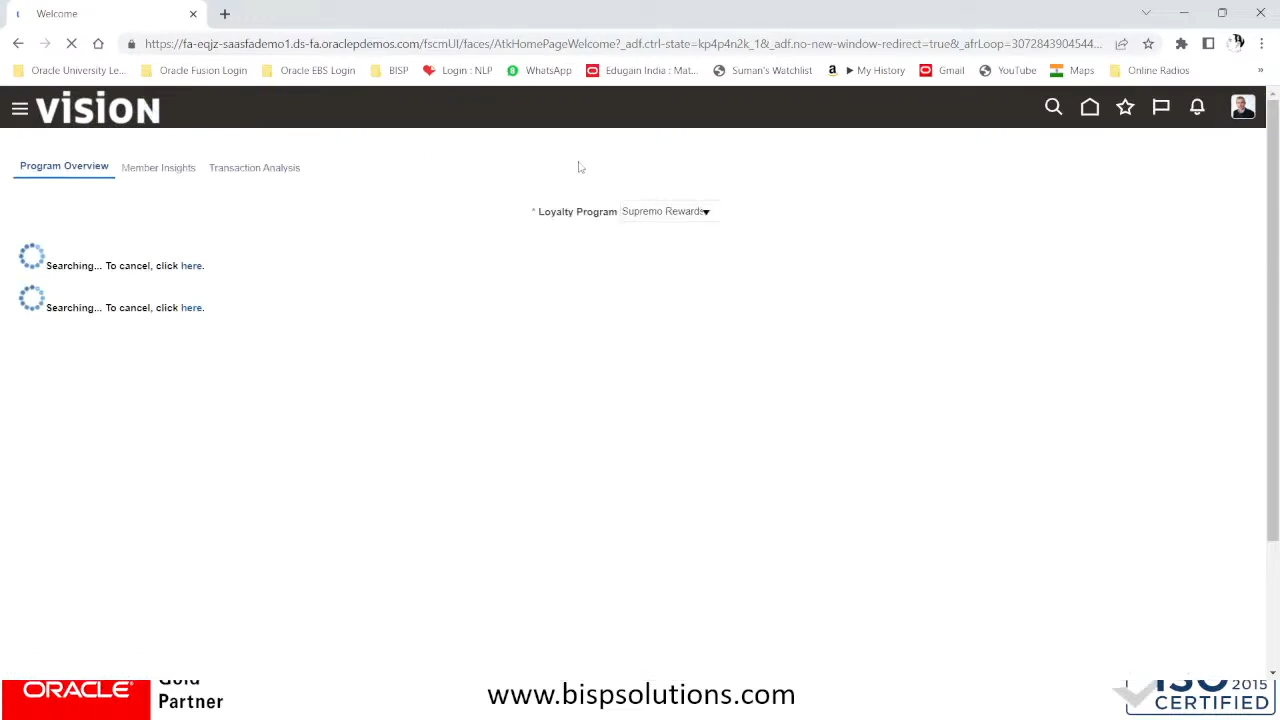 Welcome
https://fa-eqjz-saasfademo1.ds-fa.oraclepdemos.com/fscmUI/faces/AtkHomePageWelcome?_adf.ctrl-state=kp4p4n2k_1&_adf.no-new-window-redirect=true&_afrLoop=3072843904544...
Oracle University Le... Oracle Fusion Login Oracle EBS Login BISP Login : NLP WhatsApp Edugain India : Mat... Suman's Watchlist My History Gmail YouTube Maps Online Radios »
vision
Program Overview Member Insights Transaction Analysis
* Loyalty Program Supremo Rewards
Searching... To cancel, click here.
Searching... To cancel, click here.
Gold
ORACLE Partner
www.bispsolutions.com
ISO 2015
CERTIFIED